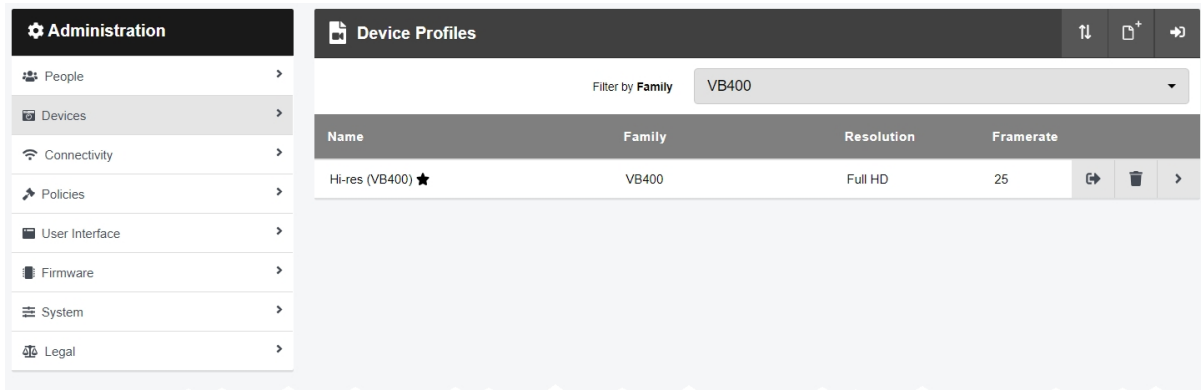 Administration
People
Devices
Connectivity
Policies
User Interface
Firmware
System
Legal
Device Profiles
Filter by Family VB400
Name Family Resolution Framerate
Hi-res (VB400) VB400 Full HD 25